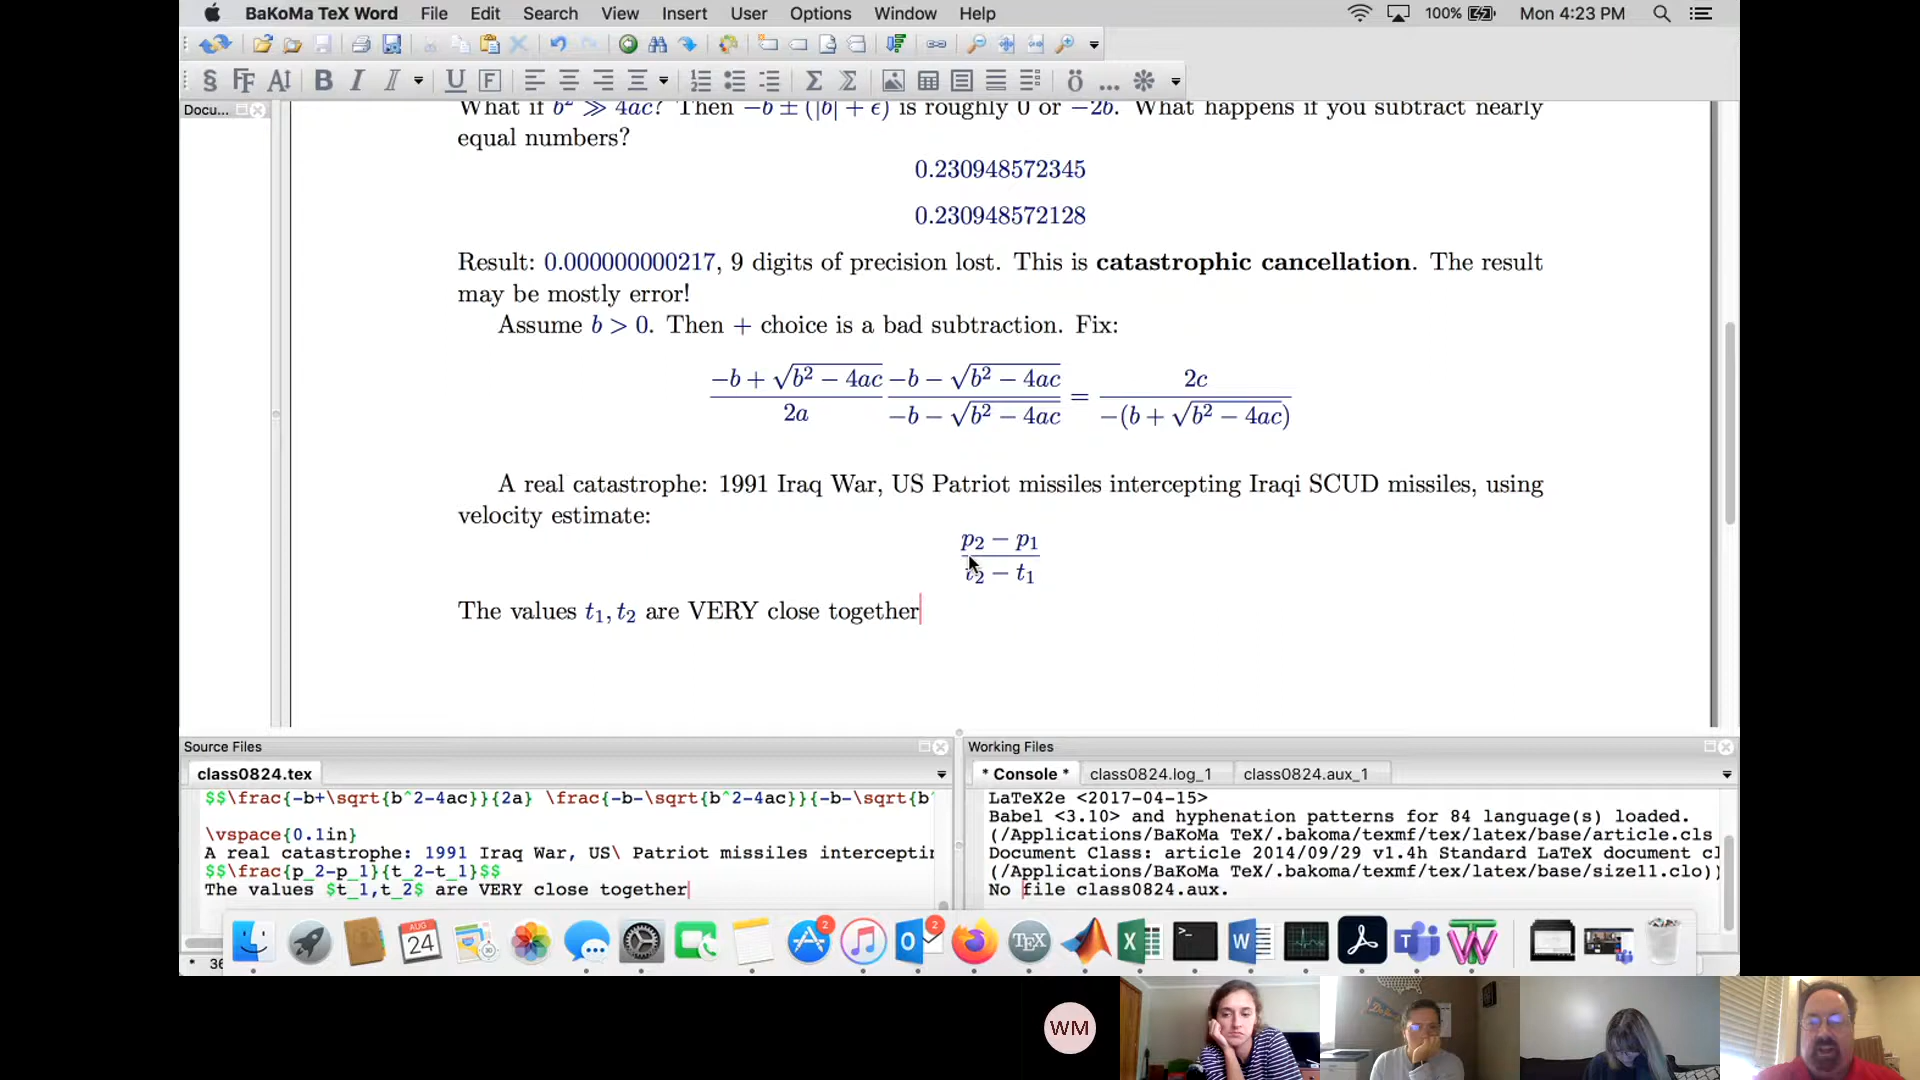 BaKoMa TeX Word File Edit Search View Insert User Options Window Help 100% Mon 4:23 PM
Docu...
What if b² ≫ 4ac? Then −b ± (|b| + ϵ) is roughly 0 or −2b. What happens if you subtract nearly
equal numbers?
0.230948572345
0.230948572128
Result: 0.000000000217, 9 digits of precision lost. This is catastrophic cancellation. The result
may be mostly error!
Assume b > 0. Then + choice is a bad subtraction. Fix:
−b + √b² − 4ac −b − √b² − 4ac = 2c
2a −b − √b² − 4ac −(b + √b² − 4ac)
A real catastrophe: 1991 Iraq War, US Patriot missiles intercepting Iraqi SCUD missiles, using
velocity estimate:
p₂ − p₁
t₂ − t₁
The values t₁, t₂ are VERY close together
Source Files
class0824.tex
$$\frac{-b+\sqrt{b^2-4ac}}{2a} \frac{-b-\sqrt{b^2-4ac}}{-b-\sqrt{b
\vspace{0.1in}
A real catastrophe: 1991 Iraq War, US\ Patriot missiles intercepti
$$\frac{p_2-p_1}{t_2-t_1}$$
The values $t_1,t_2$ are VERY close together
Working Files
* Console * class0824.log_1 class0824.aux_1
LaTeX2e <2017-04-15>
Babel <3.10> and hyphenation patterns for 84 language(s) loaded.
(/Applications/BaKoMa TeX/.bakoma/texmf/tex/latex/base/article.cls
Document Class: article 2014/09/29 v1.4h Standard LaTeX document cl
(/Applications/BaKoMa TeX/.bakoma/texmf/tex/latex/base/size11.clo))
No file class0824.aux.
AUG
24
2
2
TEX
* 36
WM